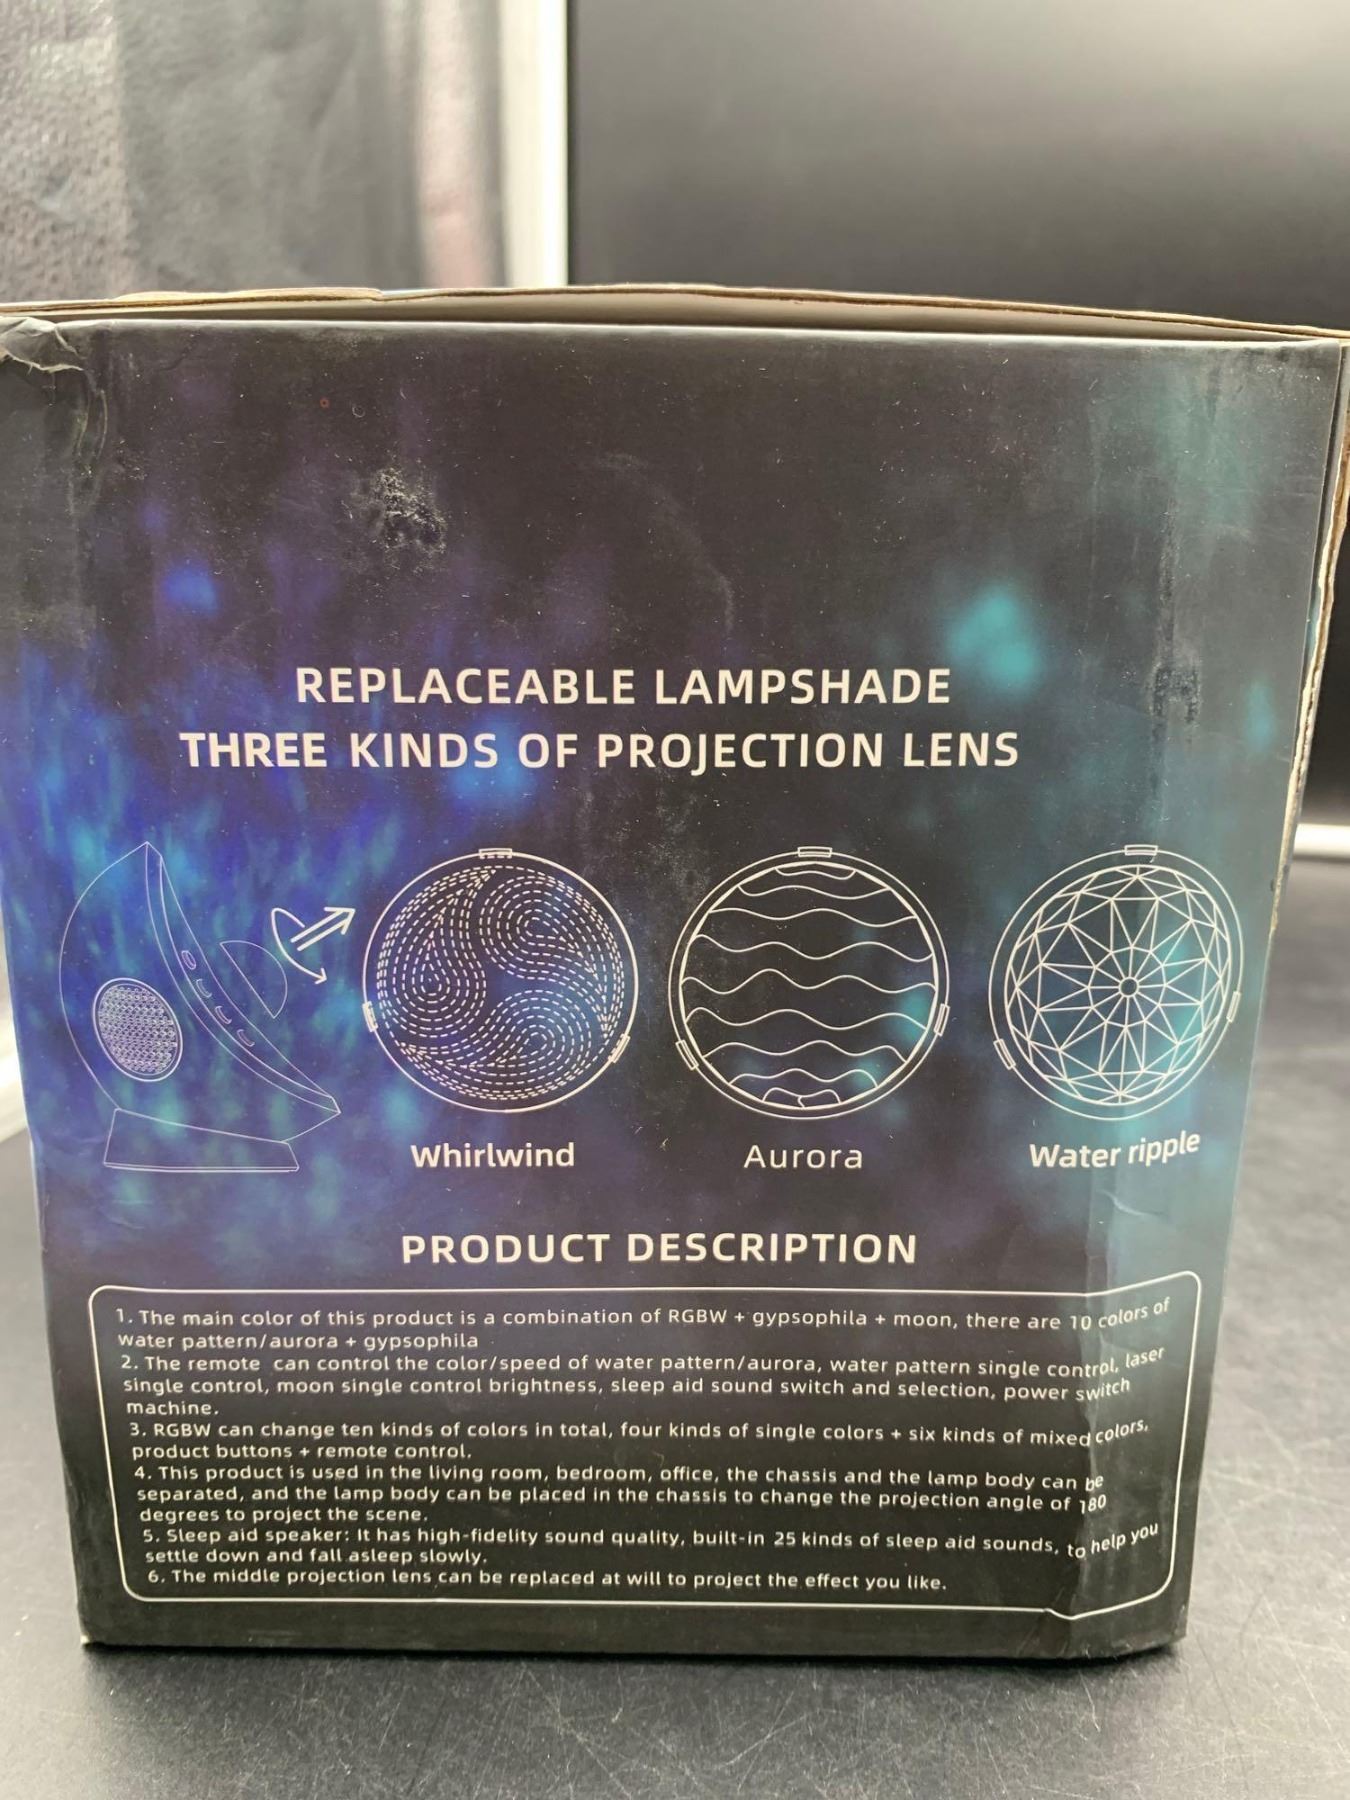 REPLACEABLE LAMPSHADE
THREE KINDS OF PROJECTION LENS
Whirlwind
Aurora
Water ripple
PRODUCT DESCRIPTION
1. The main color of this product is a combination of RGBW + gypsophila + moon, there are 10 colors of
water pattern/aurora + gypsophila
2. The remote can control the color/speed of water pattern/aurora, water pattern single control, laser
single control, moon single control brightness, sleep aid sound switch and selection, power switch
machine.
3. RGBW can change ten kinds of colors in total, four kinds of single colors + six kinds of mixed colors,
product buttons + remote control.
4. This product is used in the living room, bedroom, office, the chassis and the lamp body can be
separated, and the lamp body can be placed in the chassis to change the projection angle of 180
degrees to project the scene.
5. Sleep aid speaker: It has high-fidelity sound quality, built-in 25 kinds of sleep aid sounds, to help you
settle down and fall asleep slowly.
6. The middle projection lens can be replaced at will to project the effect you like.